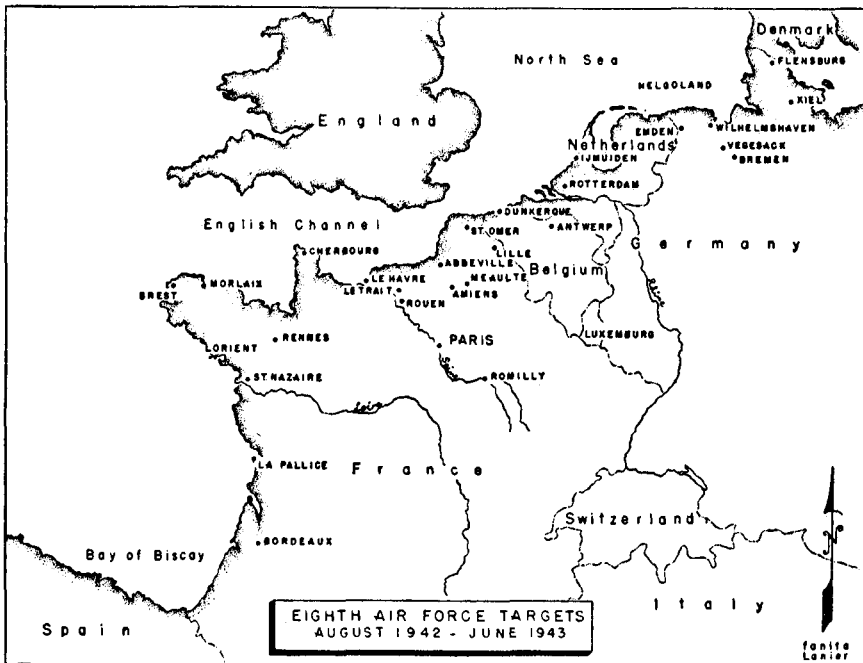 Denmark
FLENSBURG
North Sea
HELGOLAND
KIEL
England
EMDEN
WILHELMSHAVEN
Netherlands
VEGESACK
IJMUIDEN
BREMEN
ROTTERDAM
English Channel
DUNKERQUE
ST. OMER
ANTWERP
CHERBOURG
LILLE
Germany
ABBEVILLE
Belgium
LE HAVRE
MEAULTE
BREST
MORLAIX
LETRAIT
AMIENS
ROUEN
RENNES
PARIS
LUXEMBURG
LORIENT
ST. NAZAIRE
ROMILLY
Loire
LA PALLICE
France
Switzerland
BORDEAUX
Bay of Biscay
N
Italy
Spain
EIGHTH AIR FORCE TARGETS
AUGUST 1942 - JUNE 1943
fanita
Lanier